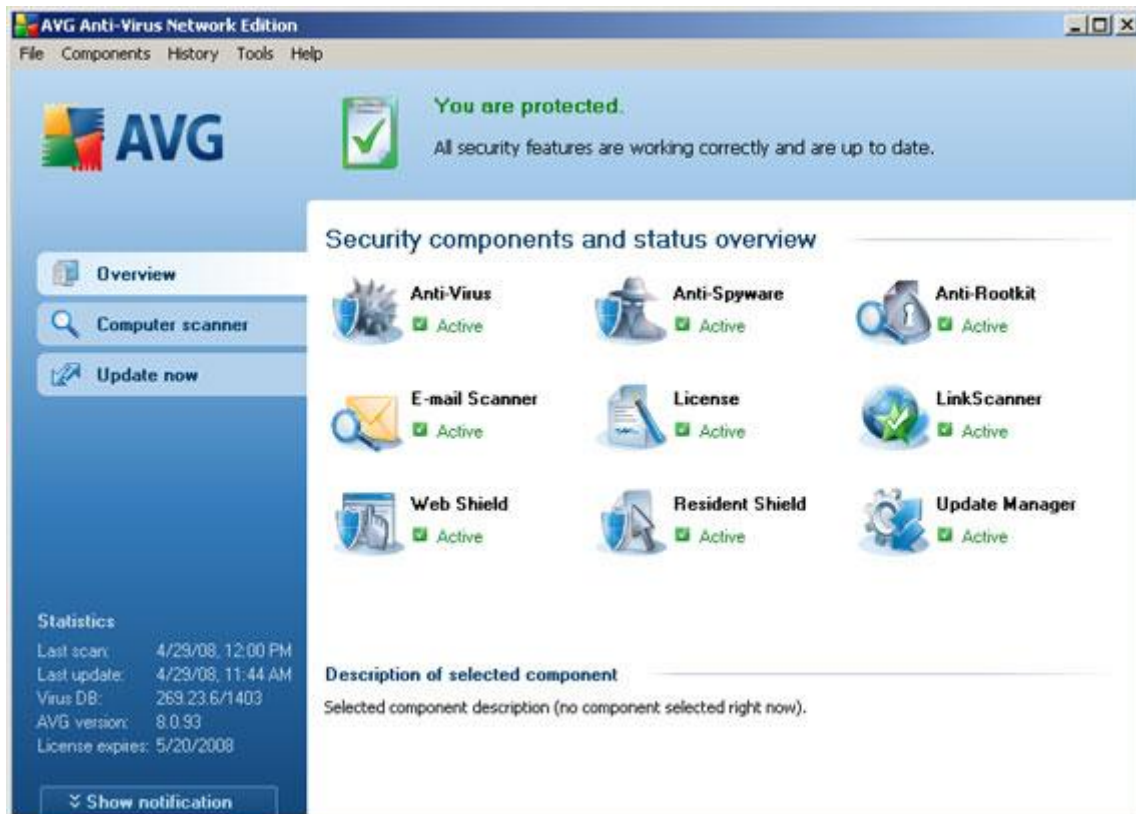 AVG Anti-Virus Network Edition
File Components History Tools Help
AVG
You are protected.
All security features are working correctly and are up to date.
Overview
Computer scanner
Update now
Security components and status overview
Anti-Virus
Active
Anti-Spyware
Active
Anti-Rootkit
Active
E-mail Scanner
Active
License
Active
LinkScanner
Active
Web Shield
Active
Resident Shield
Active
Update Manager
Active
Statistics
Last scan: 4/29/08, 12:00 PM
Last update: 4/29/08, 11:44 AM
Virus DB: 269.23.6/1403
AVG version: 8.0.93
License expires: 5/20/2008
Show notification
Description of selected component
Selected component description (no component selected right now).